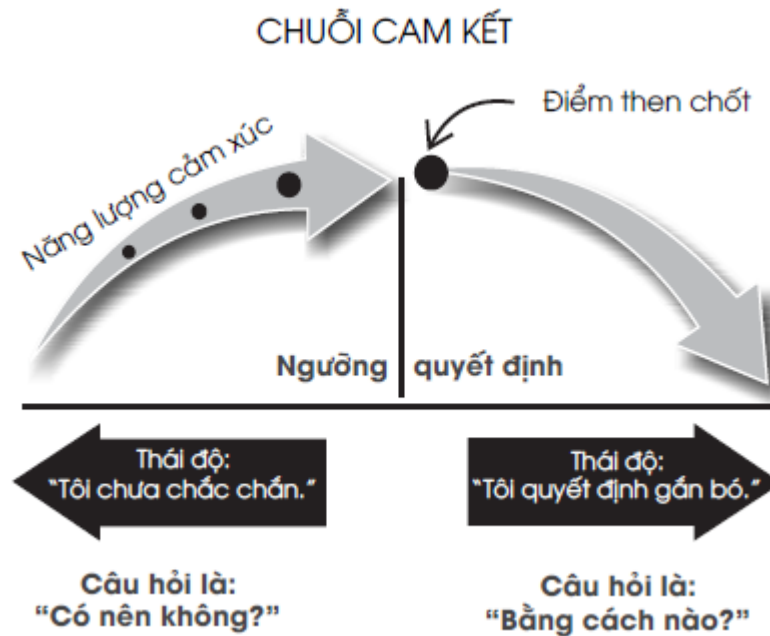 CHUỖI CAM KẾT
Điểm then chốt
Năng lượng cảm xúc
Ngưỡng quyết định
Thái độ:
"Tôi chưa chắc chắn."
Thái độ:
"Tôi quyết định gắn bó."
Câu hỏi là:
"Có nên không?"
Câu hỏi là:
"Bằng cách nào?"